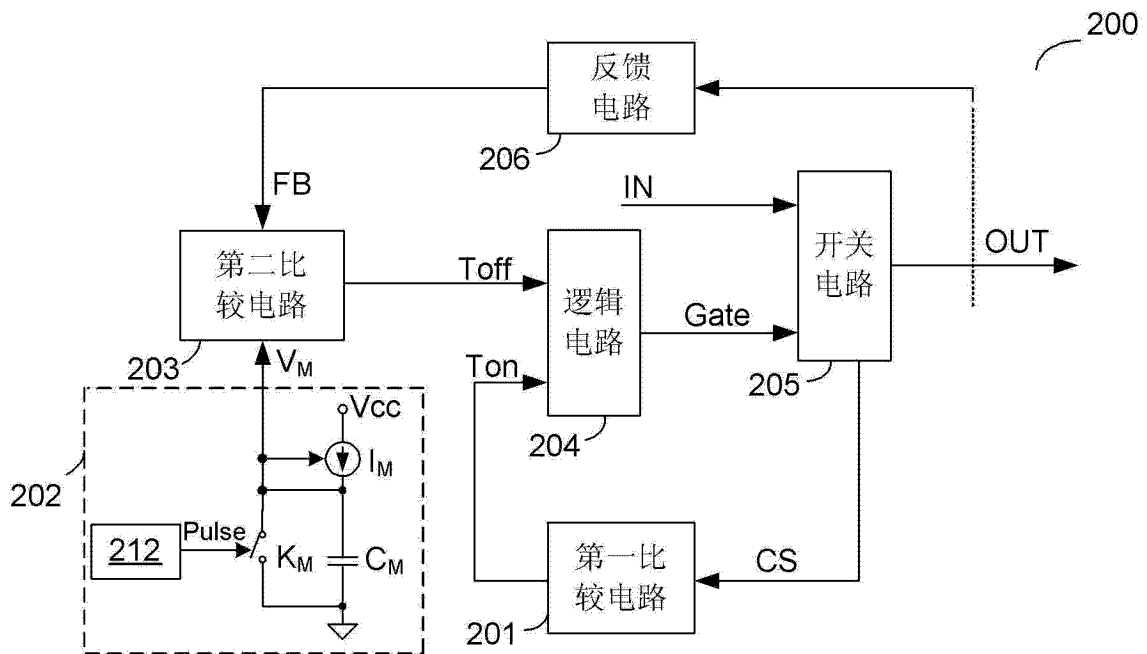 200
反馈
电路
206
FB
IN
开关
电路
OUT
205
第二比
较电路
203
Toff
逻辑
电路
204
Gate
Ton
V_M
Vcc
I_M
202
212
Pulse
K_M
C_M
第一比
较电路
201
CS